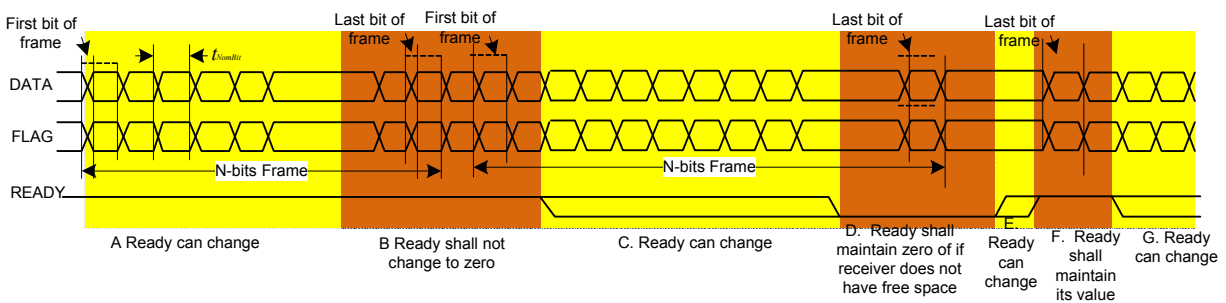 First bit of
frame
t NomBit
Last bit of
frame
First bit of
frame
Last bit of
frame
Last bit of
frame
DATA
FLAG
N-bits Frame
N-bits Frame
READY
A Ready can change
B Ready shall not
change to zero
C. Ready can change
D. Ready shall
maintain zero of if
receiver does not
have free space
E.
Ready
can
change
F. Ready
shall
maintain
its value
G. Ready
can change